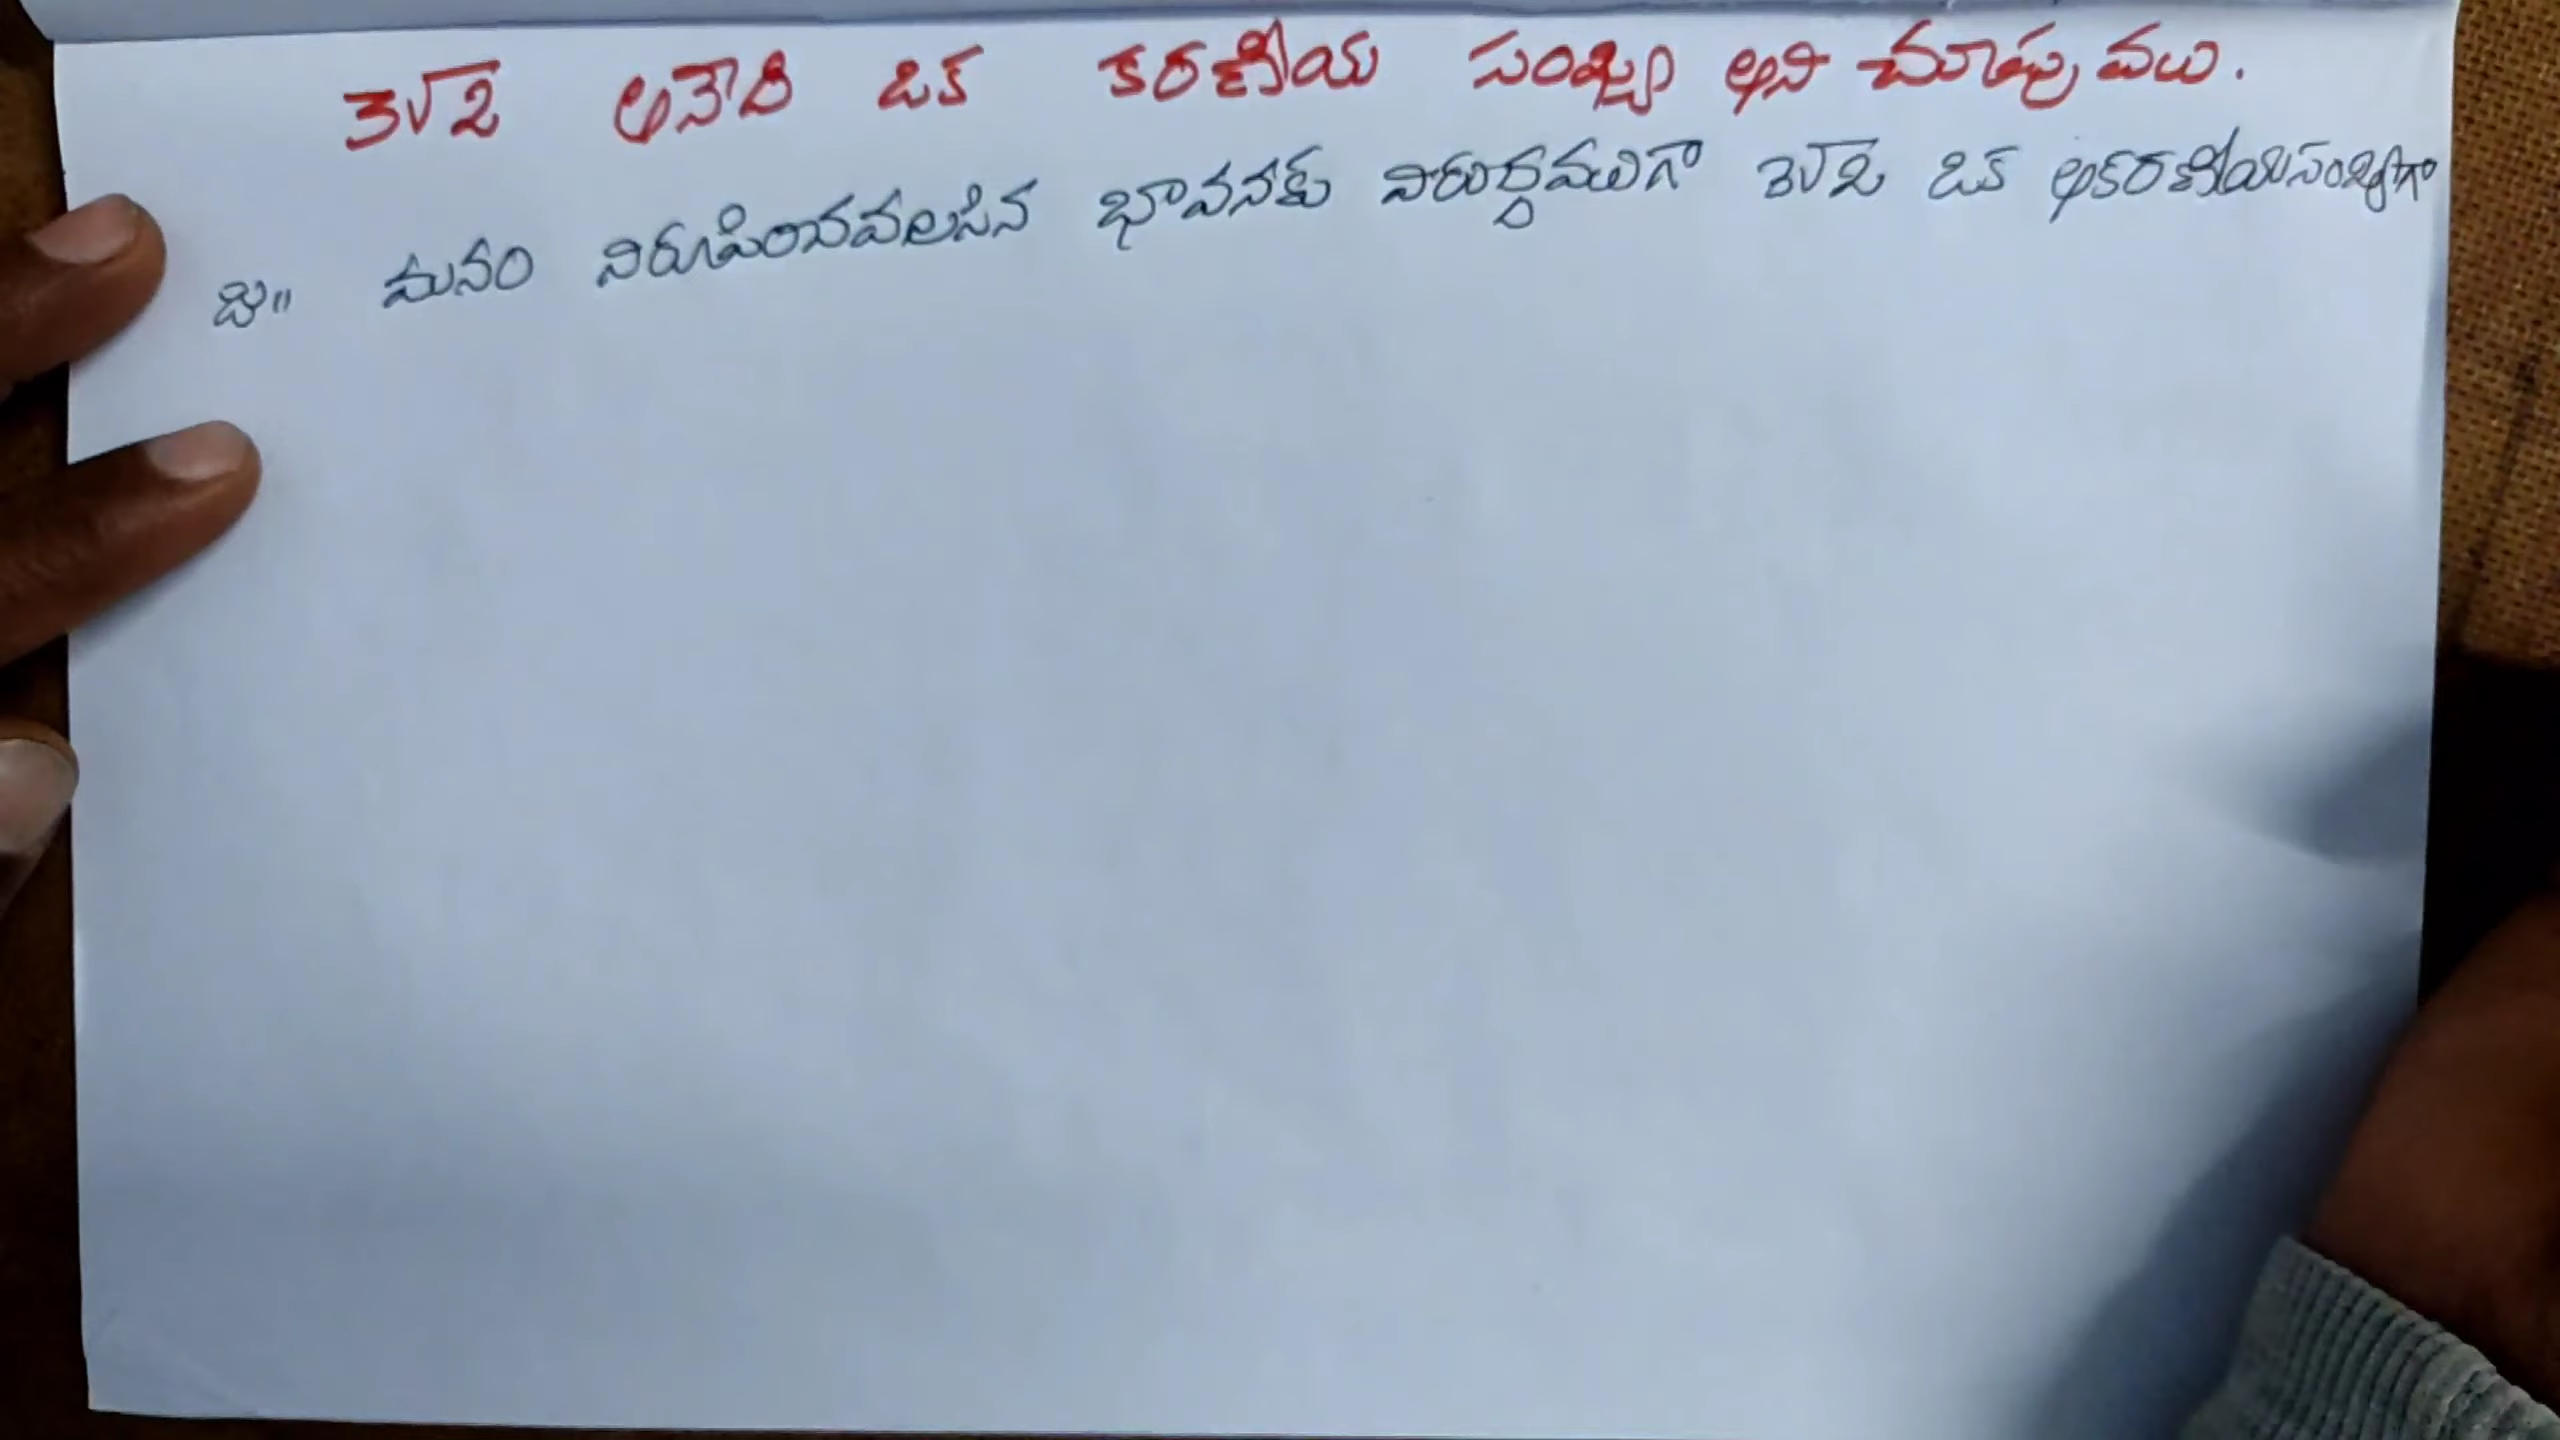 3√2 అనేది ఒక కరణీయ సంఖ్య అని చూపుము.
జ॥ మనం నిరూపించవలసిన భావనకు విరుద్ధముగా 3√2 ఒక అకరణీయసంఖ్యగా